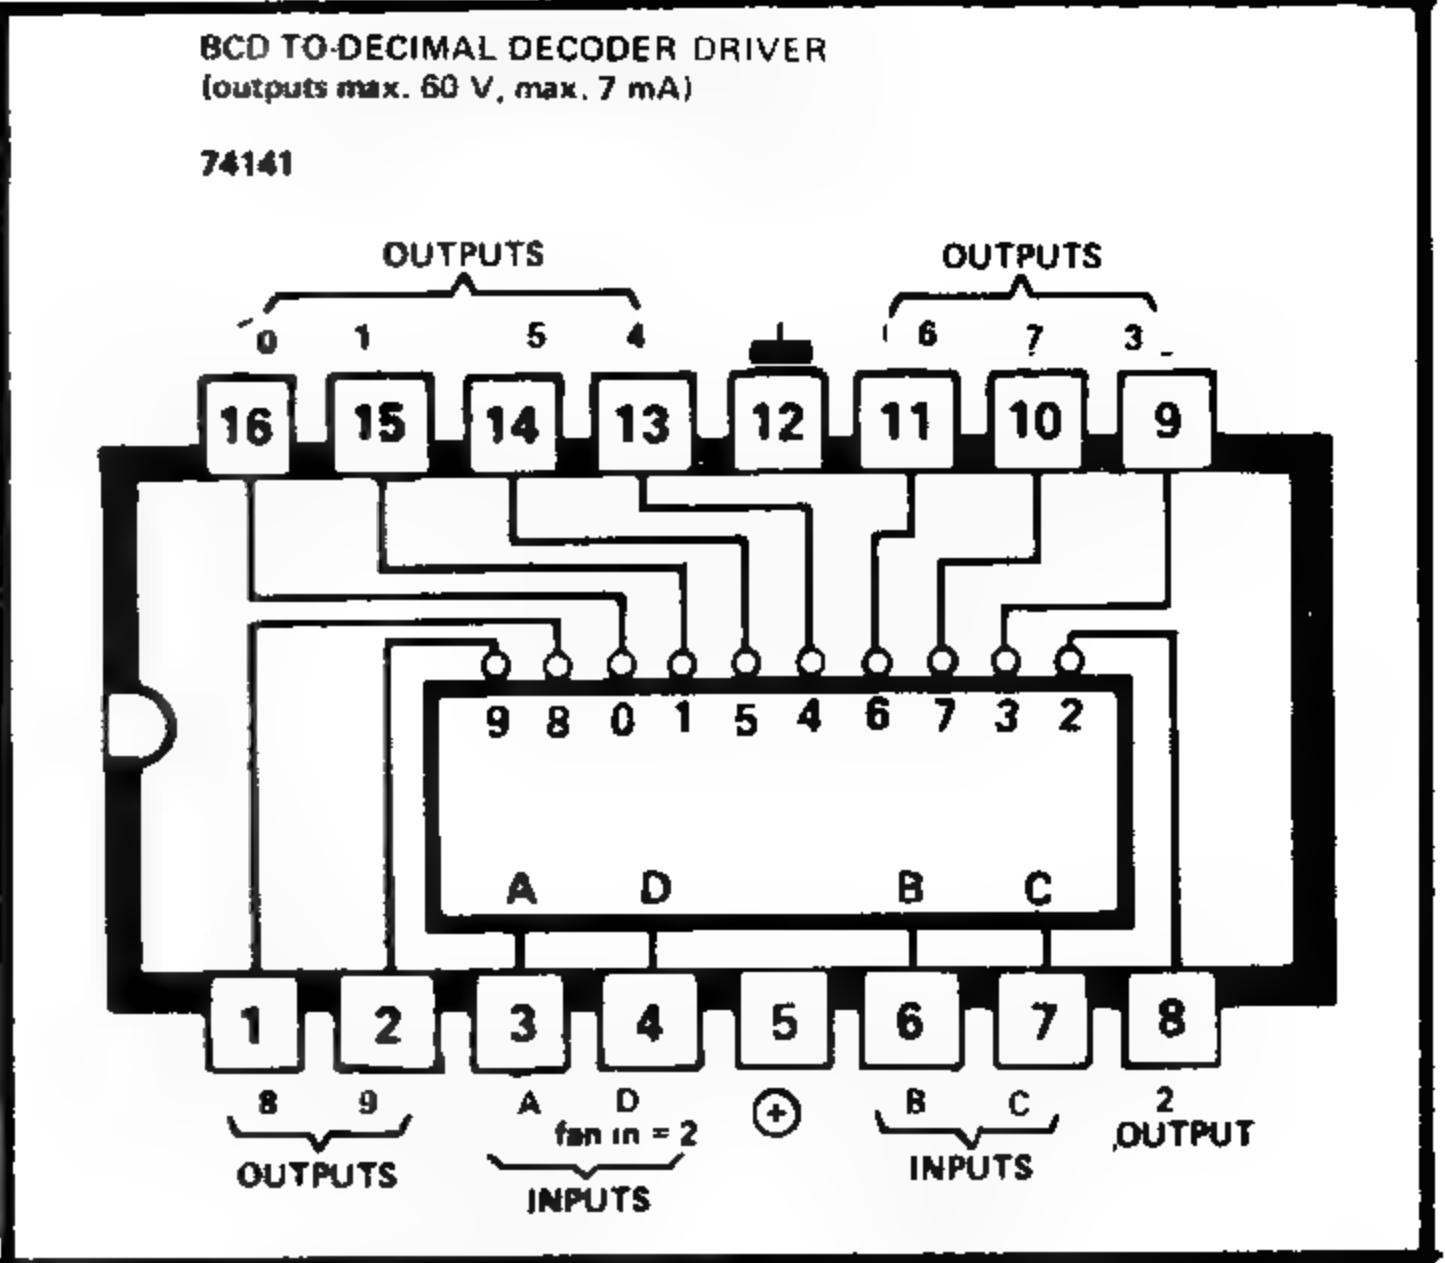 BCD TO-DECIMAL DECODER DRIVER
(outputs max. 60 V, max. 7 mA)
74141
OUTPUTS OUTPUTS
0 1 5 4 6 7 3
16 15 14 13 12 11 10 9
9 8 0 1 5 4 6 7 3 2
A D B C
1 2 3 4 5 6 7 8
8 9 A D + B C 2
fan in = 2 OUTPUT
OUTPUTS INPUTS INPUTS